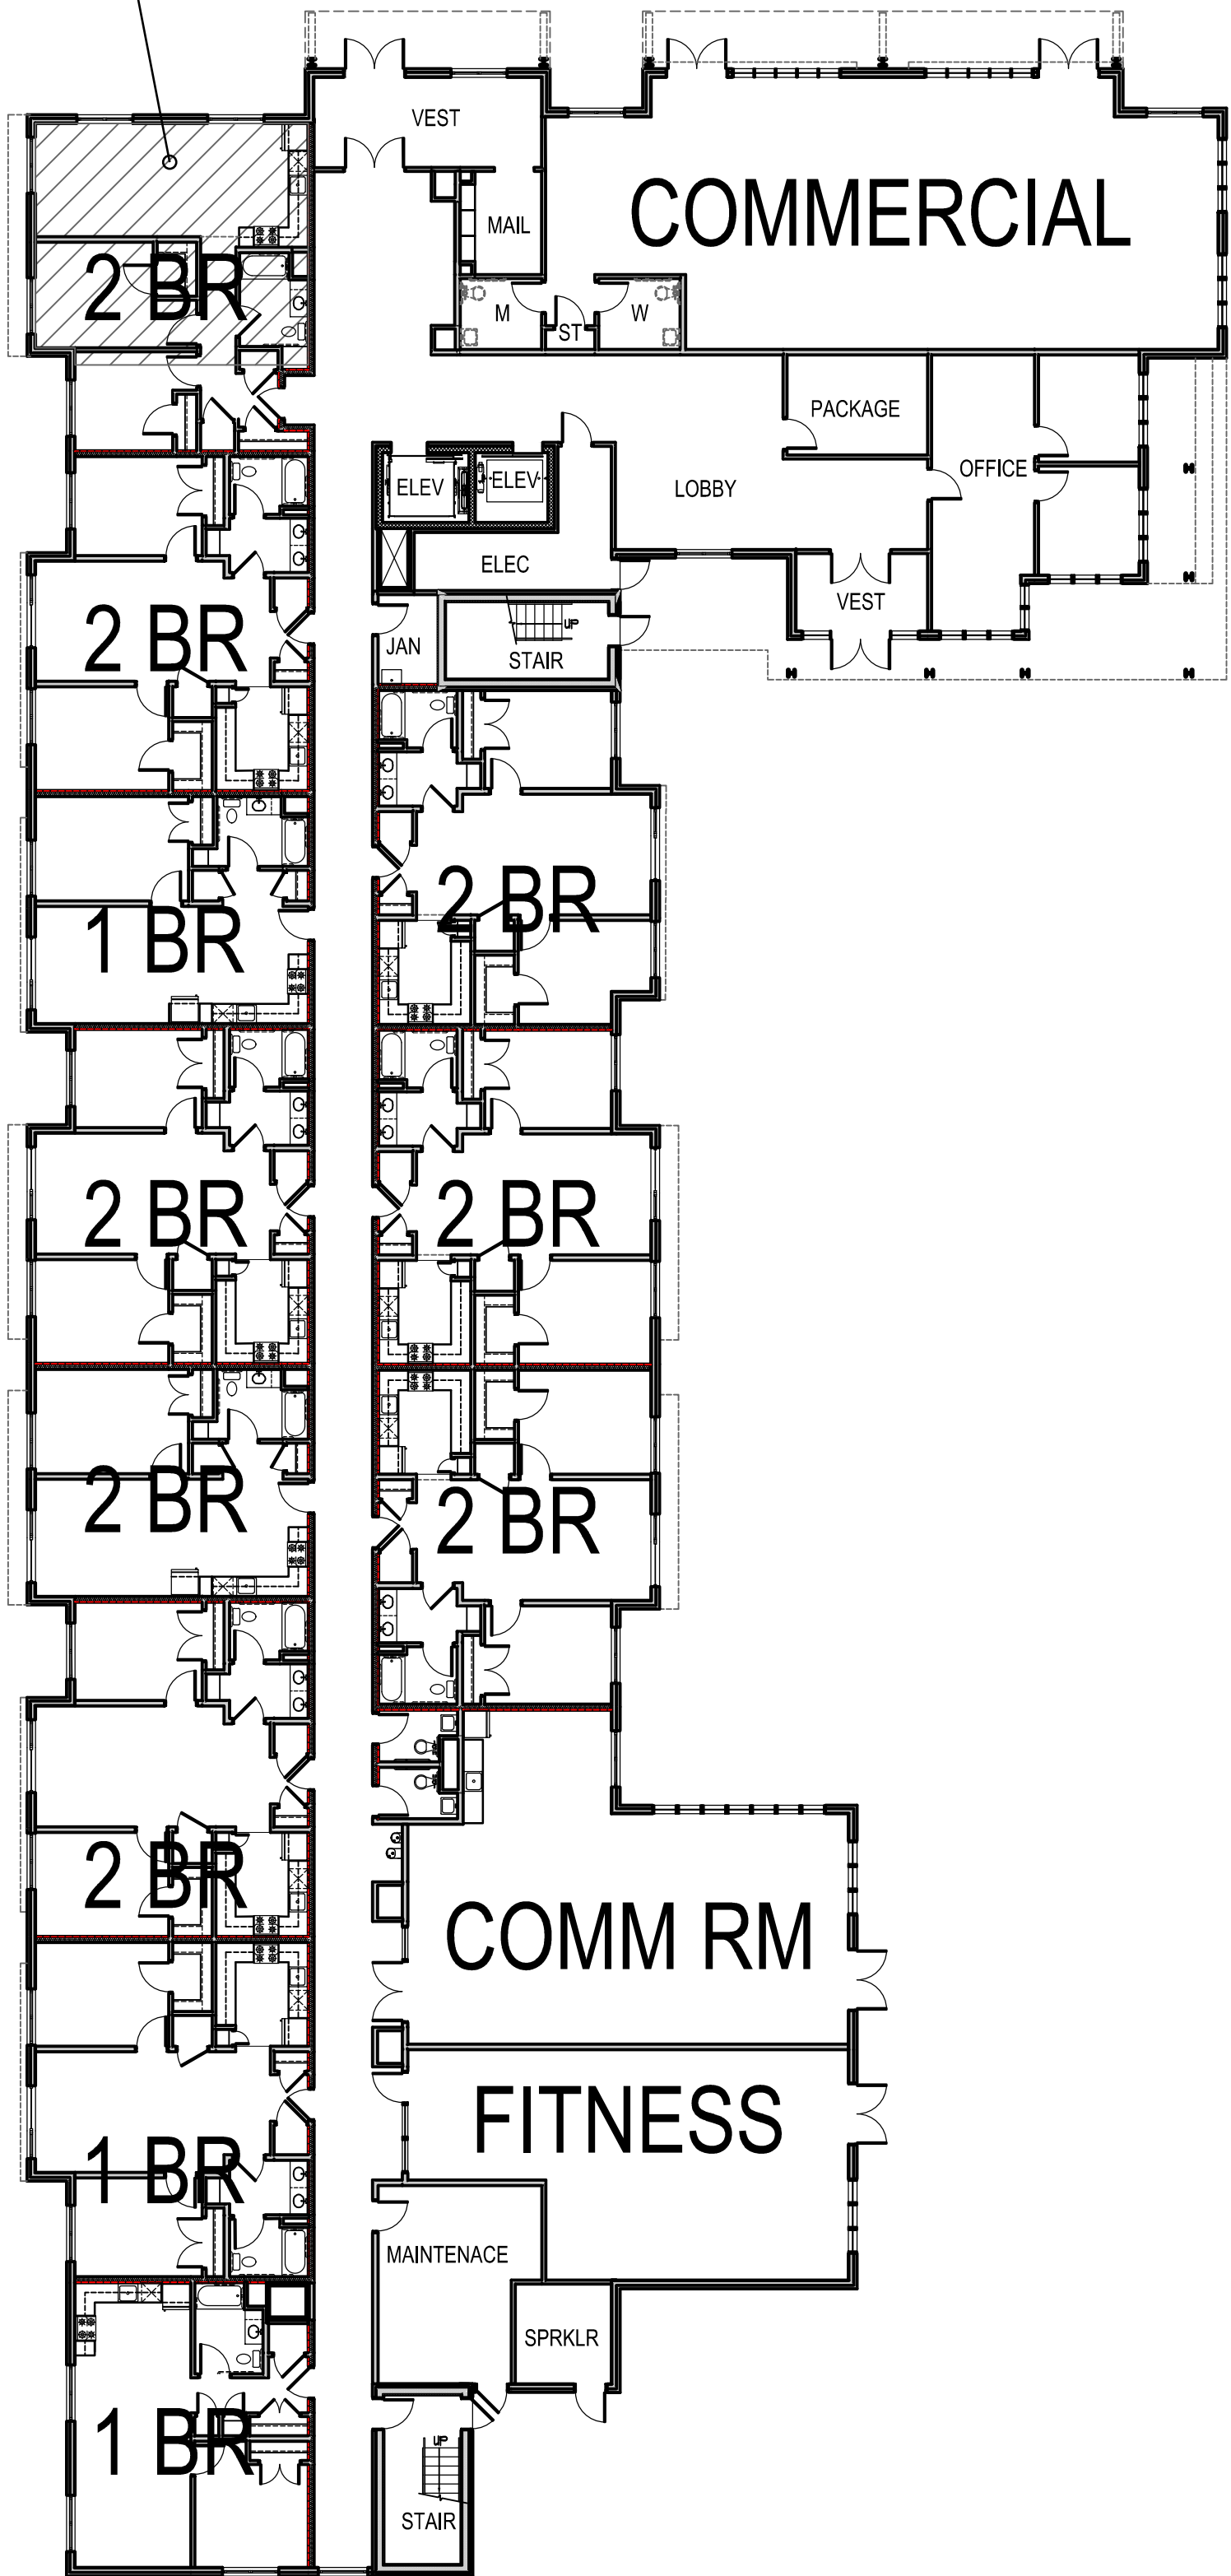 VEST
COMMERCIAL
MAIL
2 BR
M
ST
W
PACKAGE
OFFICE
ELEV
ELEV
LOBBY
ELEC
VEST
2 BR
JAN
UP
STAIR
2 BR
1 BR
2 BR
2 BR
2 BR
2 BR
2 BR
COMM RM
FITNESS
1 BR
MAINTENACE
SPRKLR
1 BR
UP
STAIR